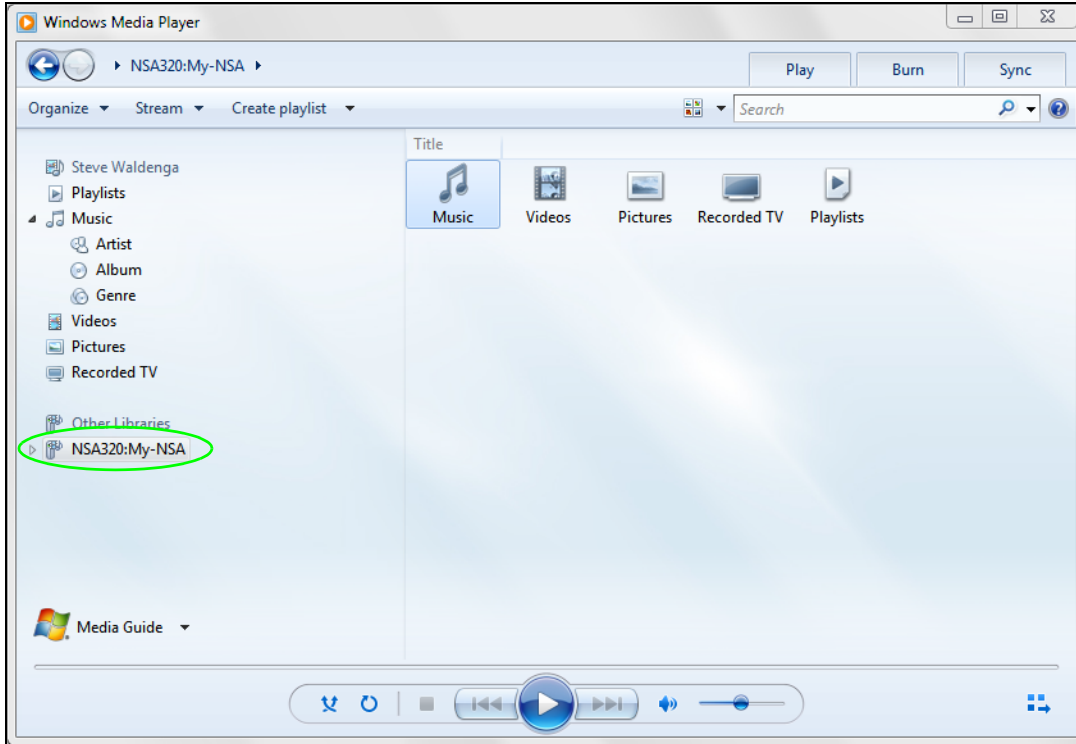 Windows Media Player
NSA320:My-NSA
Play Burn Sync
Organize Stream Create playlist Search
Title
Steve Waldenga
Playlists
Music
Artist
Album
Genre
Videos
Pictures
Recorded TV
Other Libraries
NSA320:My-NSA
Music Videos Pictures Recorded TV Playlists
Media Guide